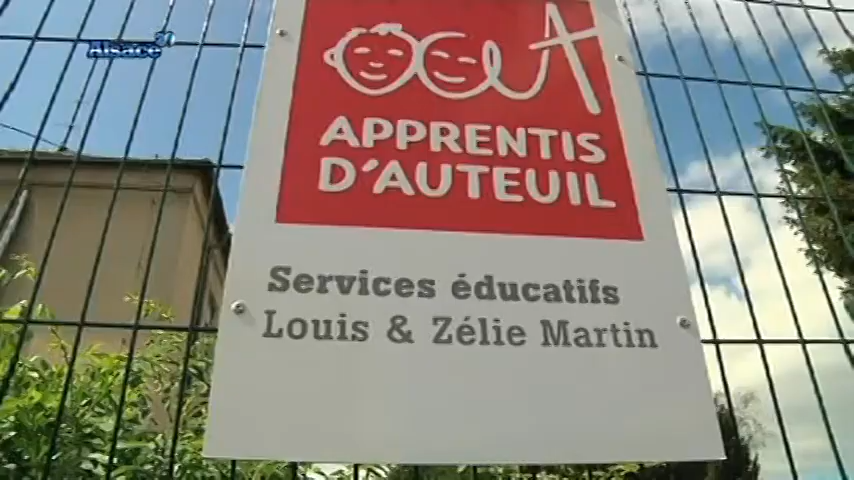 Alsace 20
APPRENTIS
D'AUTEUIL
Services éducatifs
Louis & Zélie Martin